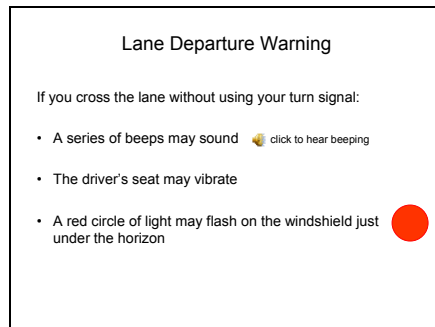 Lane Departure Warning
If you cross the lane without using your turn signal:
• A series of beeps may sound click to hear beeping
• The driver's seat may vibrate
• A red circle of light may flash on the windshield just
under the horizon